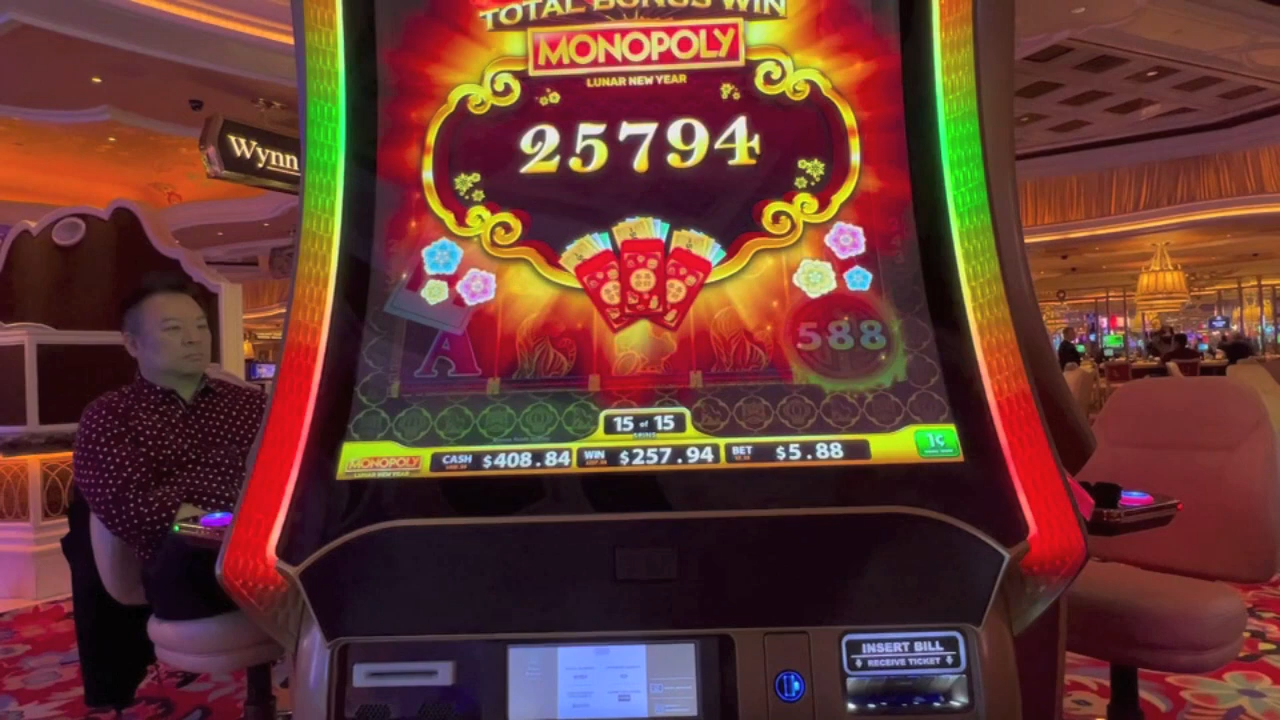 TOTAL BONUS WIN
MONOPOLY
LUNAR NEW YEAR
25794
Wynn
588
A
15 of 15
SPINS
MONOPOLY CASH $408.84 WIN $257.94 BET $5.88 1¢
LUNAR NEW YEAR
INSERT BILL
RECEIVE TICKET